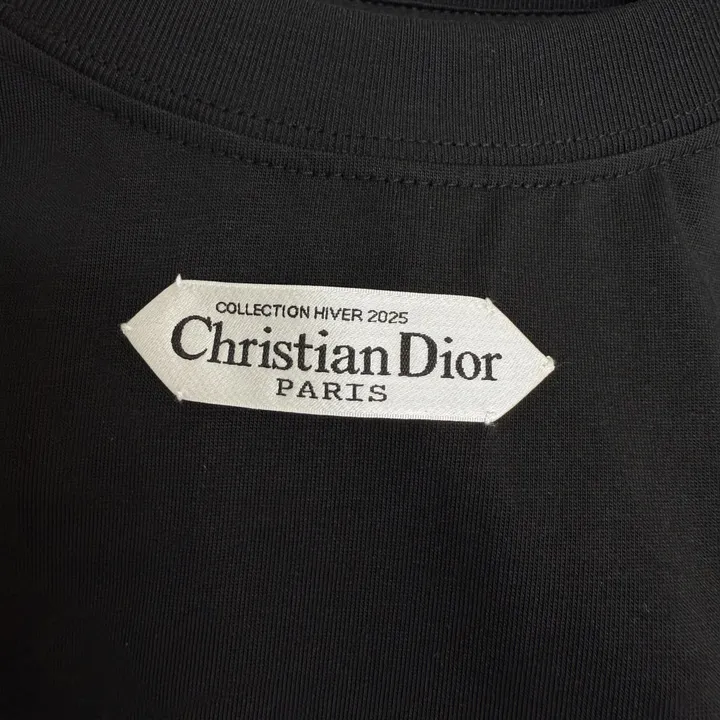 COLLECTION HIVER 2025
Christian Dior
PARIS